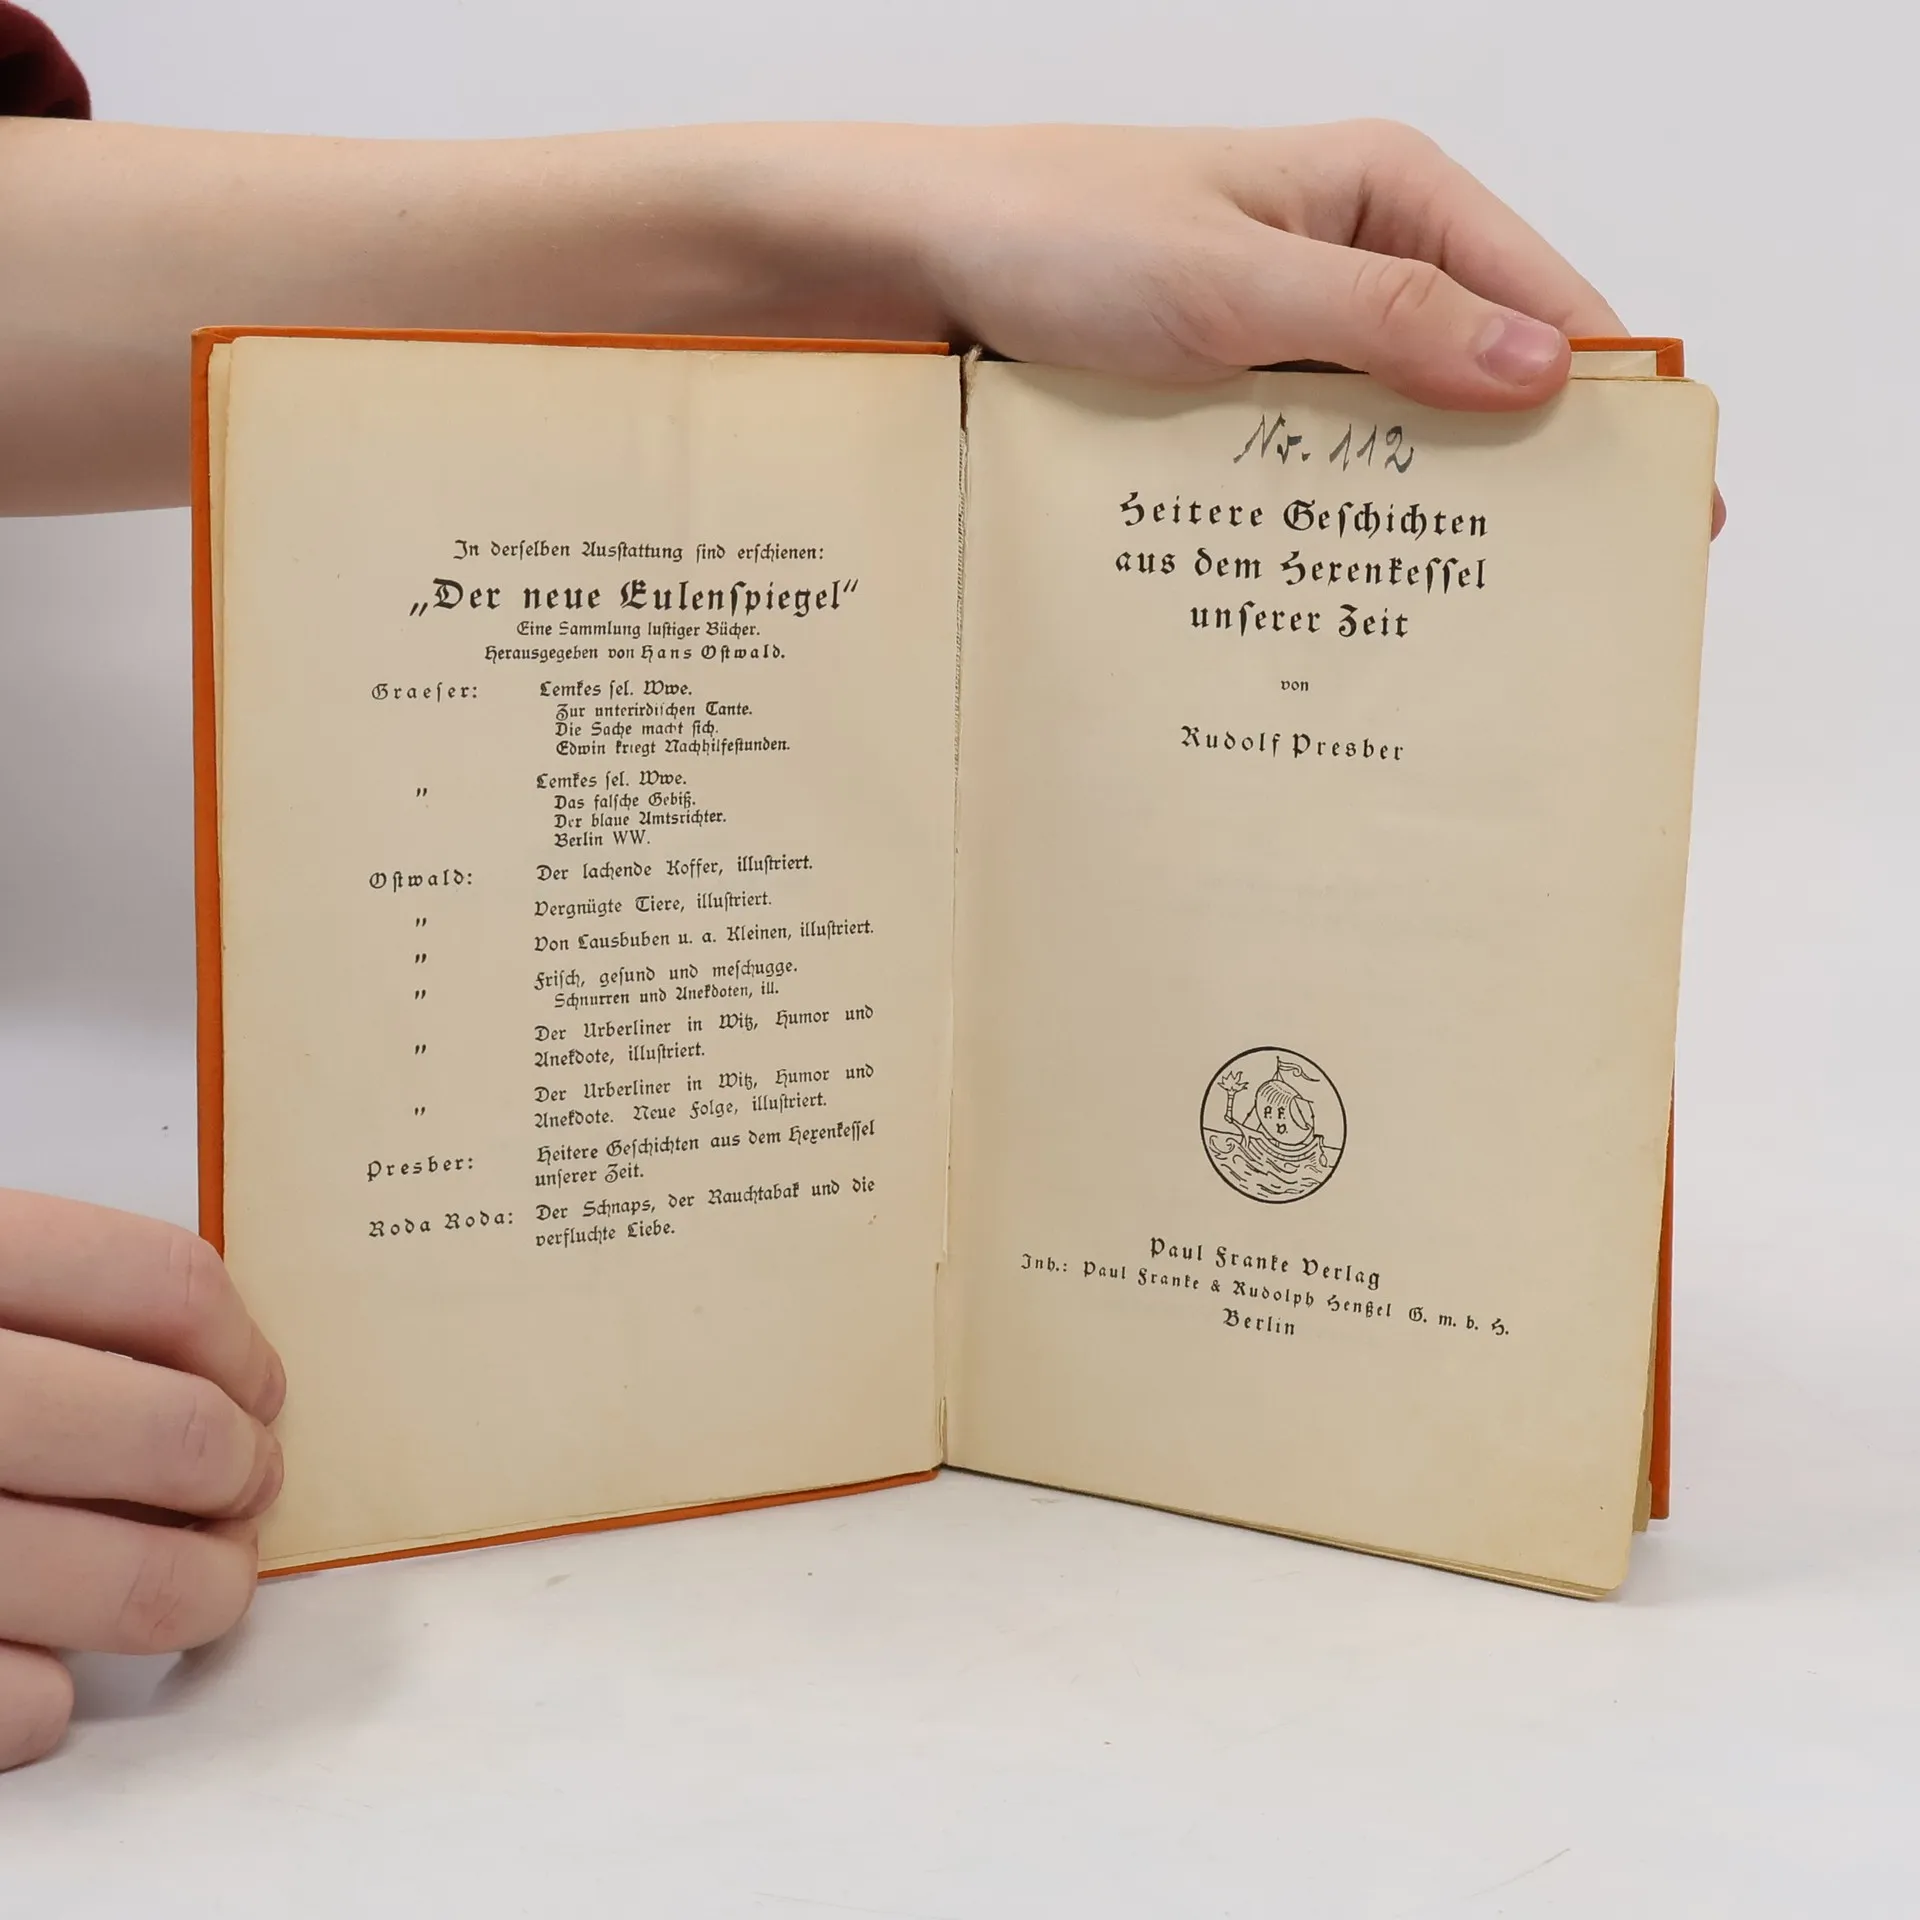 In derselben Ausstattung sind erschienen:
„Der neue Eulenspiegel“
Eine Sammlung lustiger Bücher.
Herausgegeben von Hans Ostwald.
Graeser: Lemkes sel. Wwe.
Zur unterirdischen Tante.
Die Sache macht sich.
Edwin kriegt Nachhilfestunden.
„ Lemkes sel. Wwe.
Das falsche Gebiß.
Der blaue Amtsrichter.
Berlin WW.
Ostwald: Der lachende Koffer, illustriert.
„ Vergnügte Tiere, illustriert.
„ Von Lausbuben u. a. Kleinen, illustriert.
„ Frisch, gesund und meschugge.
Schnurren und Anekdoten, ill.
„ Der Urberliner in Witz, Humor und
Anekdote, illustriert.
„ Der Urberliner in Witz, Humor und
Anekdote. Neue Folge, illustriert.
Presber: Heitere Geschichten aus dem Hexenkessel
unserer Zeit.
Roda Roda: Der Schnaps, der Rauchtabak und die
verfluchte Liebe.
Nr. 112
Heitere Geschichten
aus dem Hexenkessel
unserer Zeit
von
Rudolf Presber
P. F.
V.
Paul Franke Verlag
Inh.: Paul Franke & Rudolph Henßel G. m. b. H.
Berlin